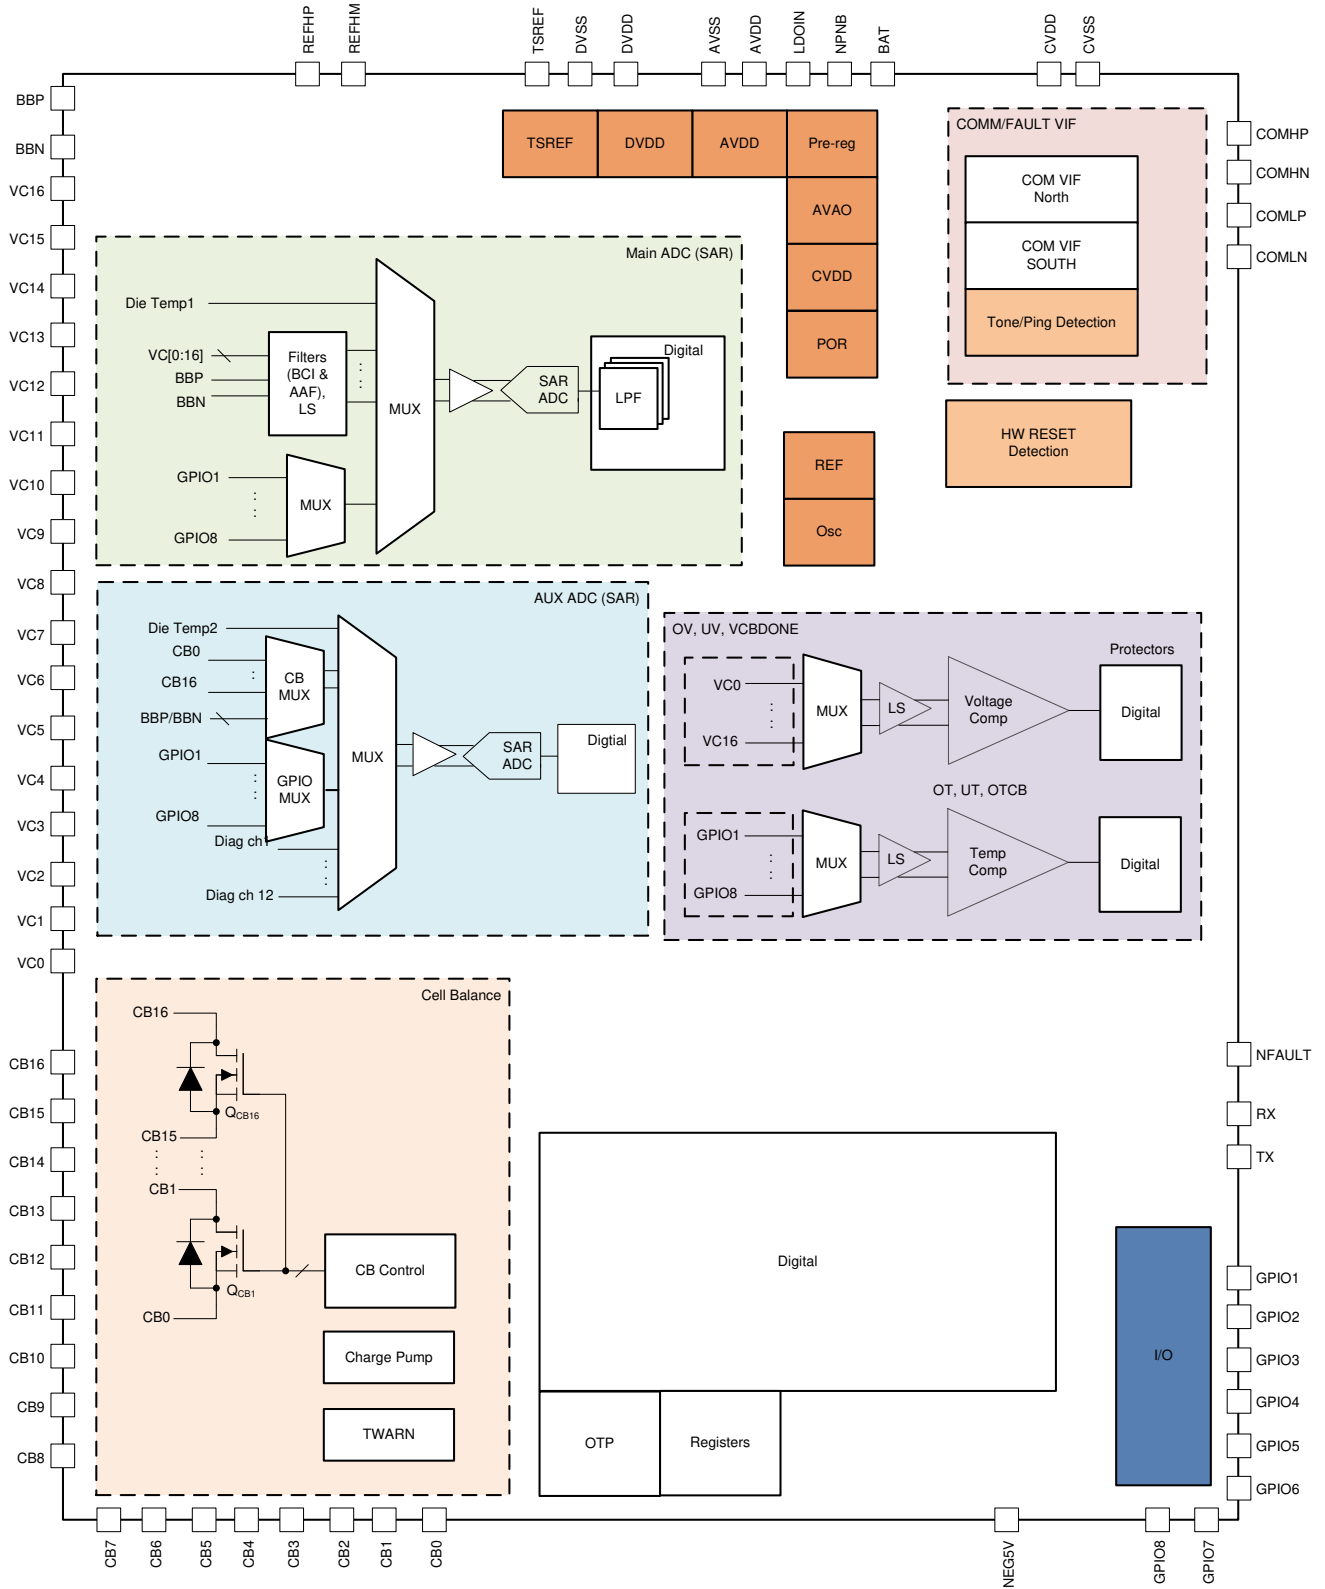 REFHP
REFHM
TSREF
DVSS
DVDD
AVSS
AVDD
LDOIN
NPNB
BAT
CVDD
CVSS
BBP
BBN
VC16
VC15
VC14
VC13
VC12
VC11
VC10
VC9
VC8
VC7
VC6
VC5
VC4
VC3
VC2
VC1
VC0
CB16
CB15
CB14
CB13
CB12
CB11
CB10
CB9
CB8
TSREF
DVDD
AVDD
Pre-reg
AVAO
CVDD
POR
REF
Osc
COMM/FAULT VIF
COM VIF
North
COM VIF
SOUTH
Tone/Ping Detection
HW RESET
Detection
COMHP
COMHN
COMLP
COMLN
Main ADC (SAR)
Die Temp1
VC[0:16]
BBP
BBN
Filters
(BCI &
AAF),
LS
GPIO1
GPIO8
MUX
MUX
SAR
ADC
Digital
LPF
AUX ADC (SAR)
Die Temp2
CB0
CB16
BBP/BBN
CB
MUX
GPIO1
GPIO8
GPIO
MUX
Diag ch1
Diag ch 12
MUX
SAR
ADC
Digtial
OV, UV, VCBDONE
Protectors
VC0
VC16
MUX
LS
Voltage
Comp
Digital
OT, UT, OTCB
GPIO1
GPIO8
MUX
LS
Temp
Comp
Digital
Cell Balance
CB16
QCB16
CB15
CB1
QCB1
CB0
CB Control
Charge Pump
TWARN
Digital
OTP
Registers
I/O
NFAULT
RX
TX
GPIO1
GPIO2
GPIO3
GPIO4
GPIO5
GPIO6
CB7
CB6
CB5
CB4
CB3
CB2
CB1
CB0
NEG5V
GPIO8
GPIO7